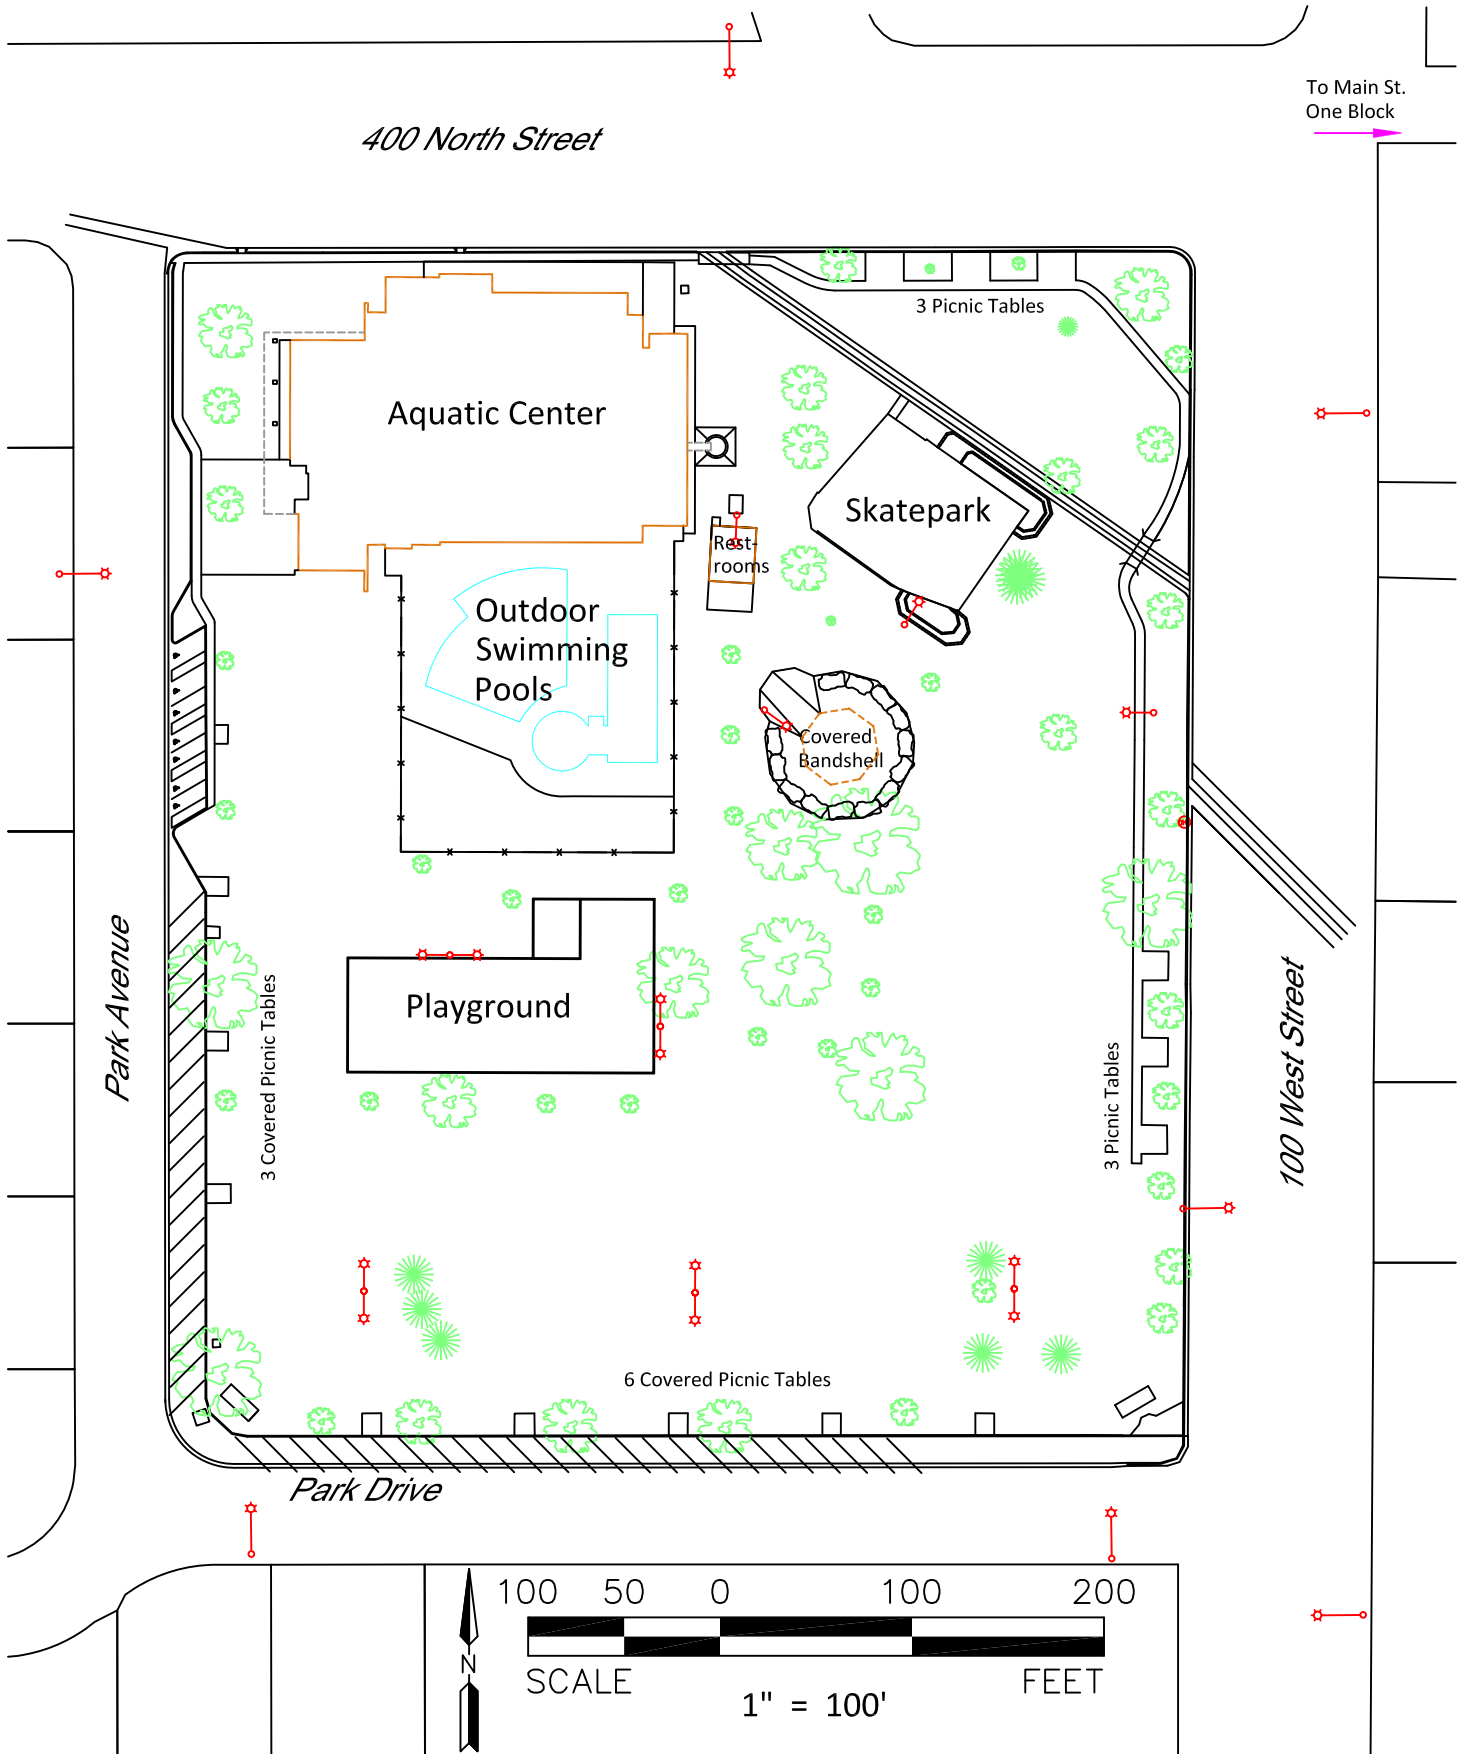 To Main St.
One Block
400 North Street
3 Picnic Tables
Aquatic Center
Skatepark
Rest-
rooms
Outdoor
Swimming
Pools
Covered
Bandshell
Park Avenue
3 Covered Picnic Tables
Playground
3 Picnic Tables
100 West Street
6 Covered Picnic Tables
Park Drive
100 50 0 100 200
N
SCALE FEET
1" = 100'